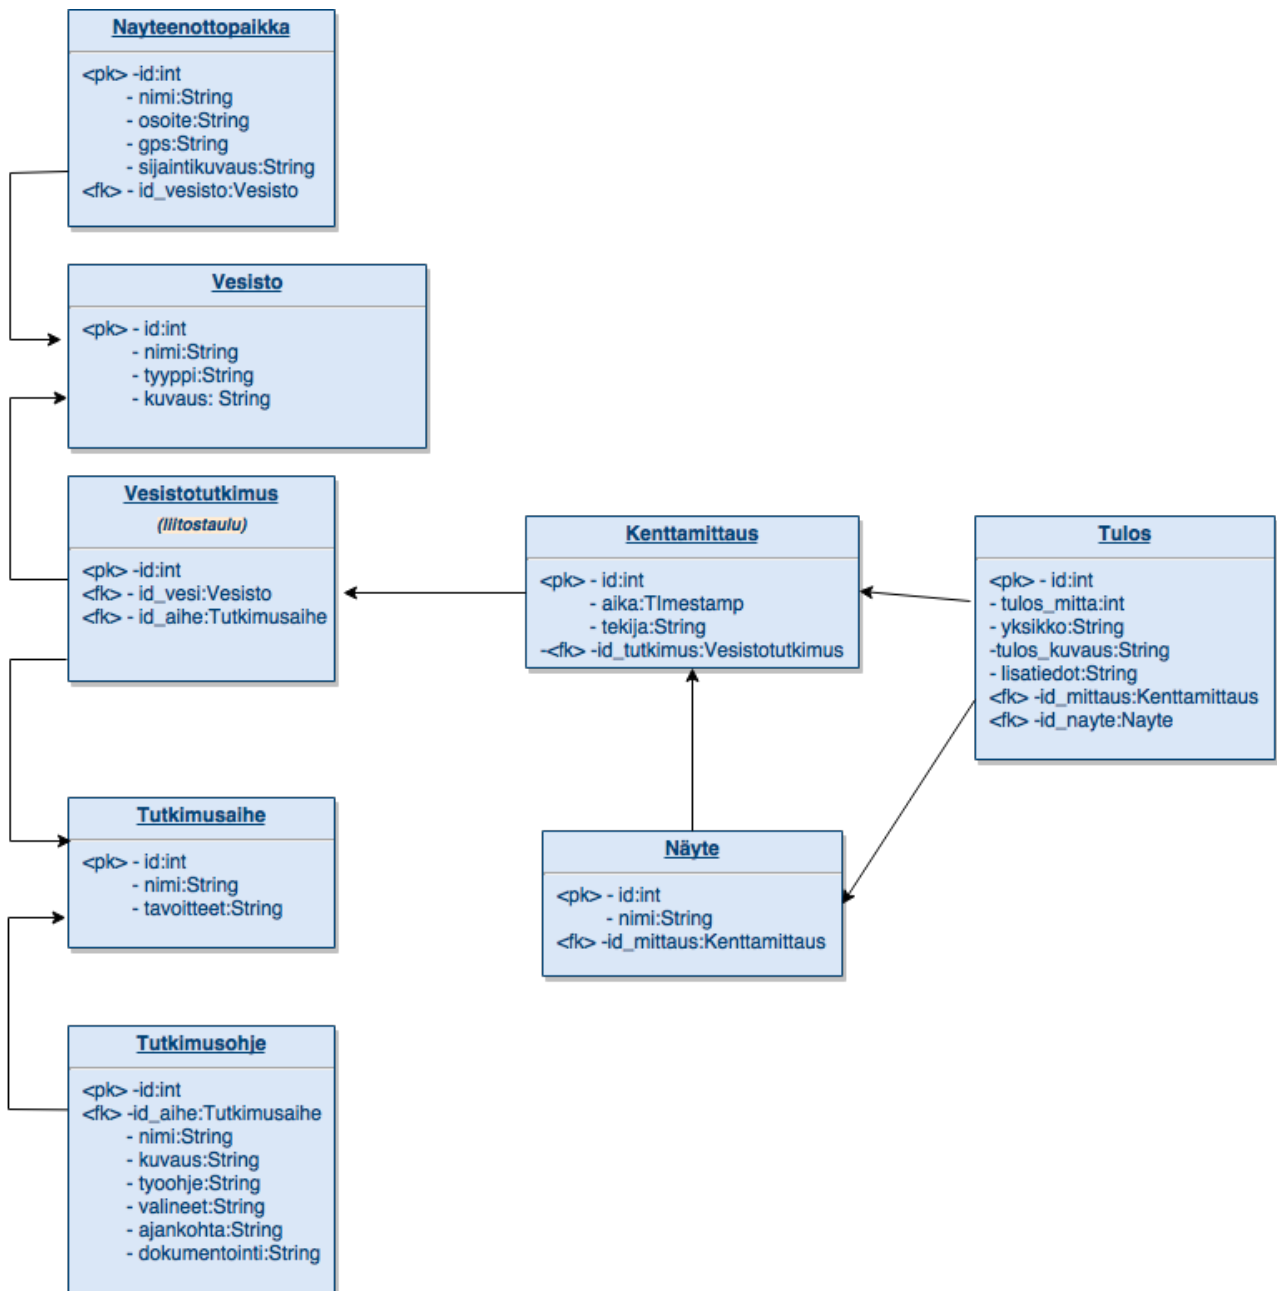 Nayteenottopaikka
<pk> -id:int
- nimi:String
- osoite:String
- gps:String
- sijaintikuvaus:String
<fk> - id_vesisto:Vesisto
Vesisto
<pk> - id:int
- nimi:String
- tyyppi:String
- kuvaus: String
Vesistotutkimus
(liitostaulu)
<pk> -id:int
<fk> - id_vesi:Vesisto
<fk> - id_aihe:Tutkimusaihe
Kenttamittaus
<pk> - id:int
- aika:TImestamp
- tekija:String
-<fk> -id_tutkimus:Vesistotutkimus
Tulos
<pk> - id:int
- tulos_mitta:int
- yksikko:String
-tulos_kuvaus:String
- lisatiedot:String
<fk> -id_mittaus:Kenttamittaus
<fk> -id_nayte:Nayte
Tutkimusaihe
<pk> - id:int
- nimi:String
- tavoitteet:String
Näyte
<pk> - id:int
- nimi:String
<fk> -id_mittaus:Kenttamittaus
Tutkimusohje
<pk> -id:int
<fk> -id_aihe:Tutkimusaihe
- nimi:String
- kuvaus:String
- tyoohje:String
- valineet:String
- ajankohta:String
- dokumentointi:String